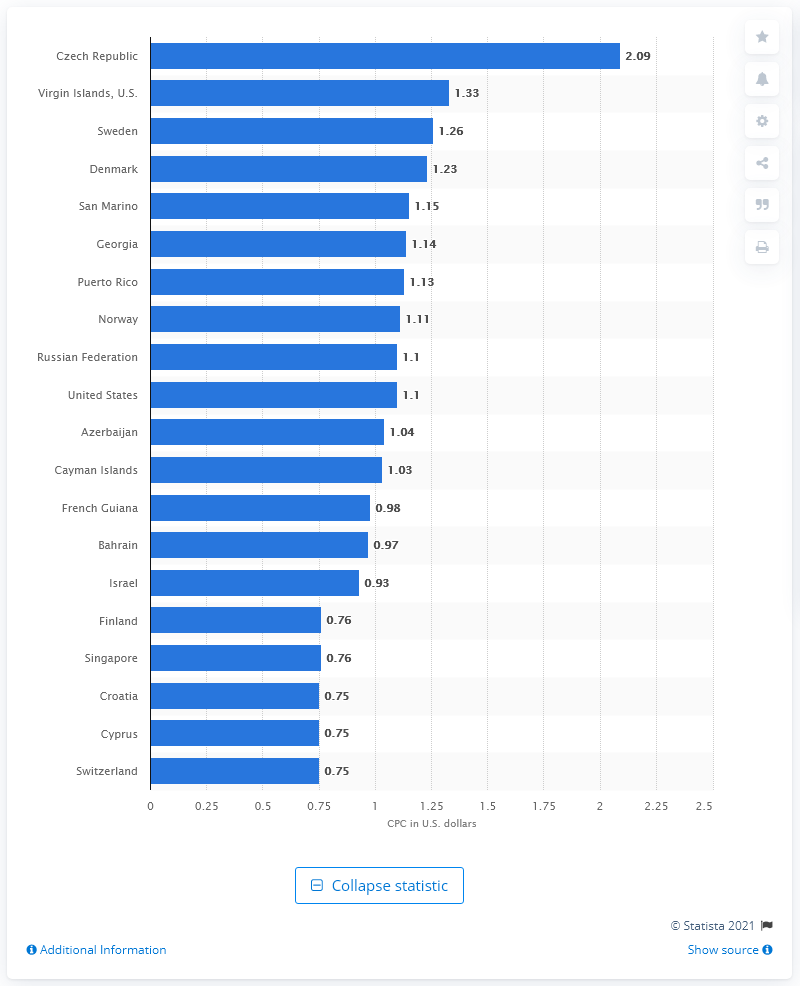 Czech Republic 2.09
Virgin Islands, U.S. 1.33
Sweden 1.26
Denmark 1.23
San Marino 1.15
Georgia 1.14
Puerto Rico 1.13
Norway 1.11
Russian Federation 1.1
United States 1.1
Azerbaijan 1.04
Cayman Islands 1.03
French Guiana 0.98
Bahrain 0.97
Israel 0.93
Finland 0.76
Singapore 0.76
Croatia 0.75
Cyprus 0.75
Switzerland 0.75
0 0.25 0.5 0.75 1 1.25 1.5 1.75 2 2.25 2.5
CPC in U.S. dollars
Collapse statistic
© Statista 2021
Additional Information Show source